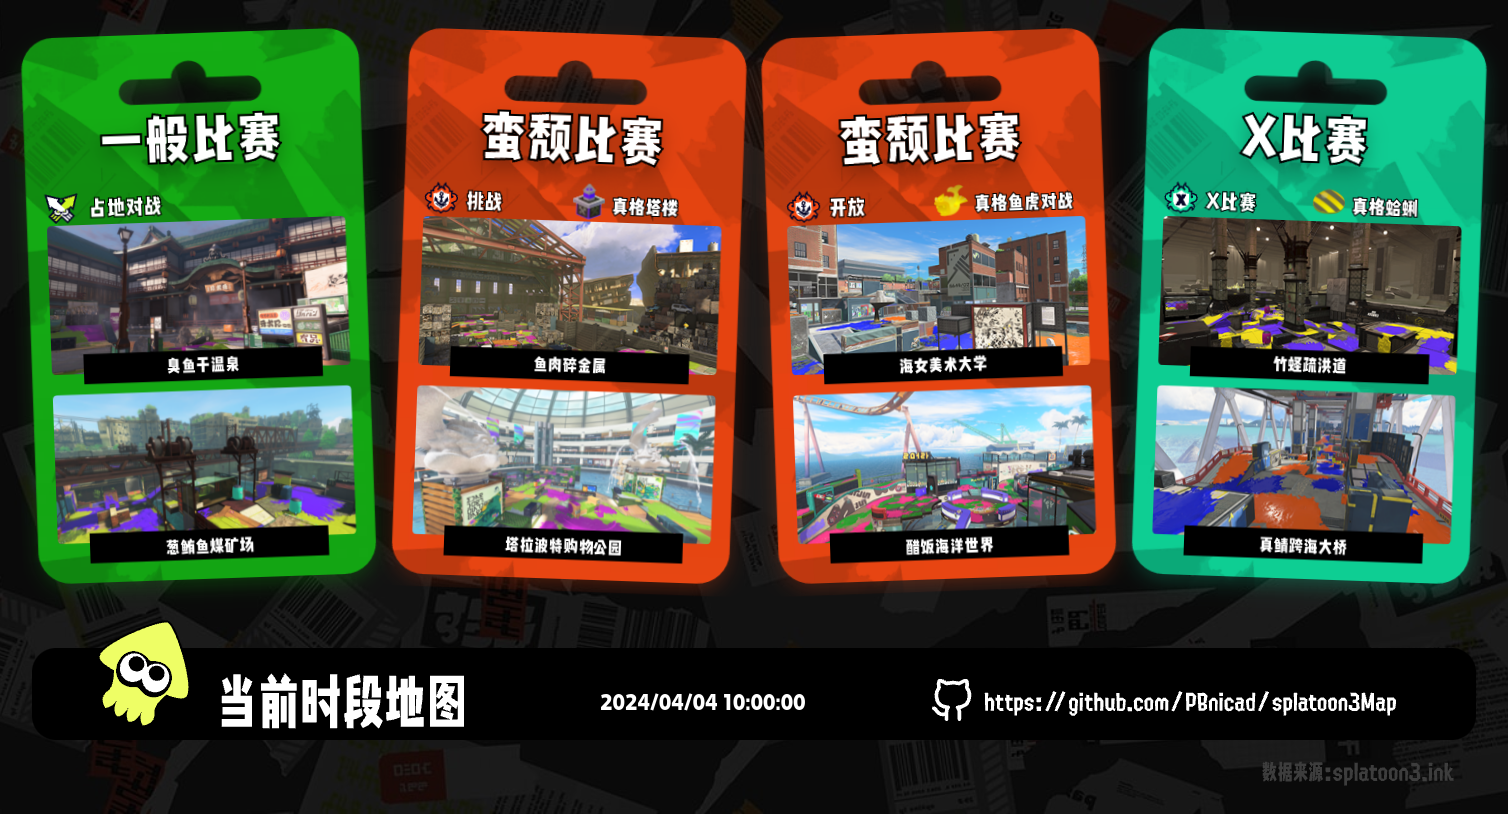 一般比赛
占地对战
臭鱼干温泉
葱鲔鱼煤矿场
蛮颓比赛
挑战
真格塔楼
鱼肉碎金属
塔拉波特购物公园
蛮颓比赛
开放
真格鱼虎对战
海女美术大学
醋饭海洋世界
X比赛
X比赛
真格蛤蜊
竹蛏疏洪道
真鲭跨海大桥
当前时段地图
2024/04/04 10:00:00
https://github.com/PBnicad/splatoon3Map
数据来源:splatoon3.ink